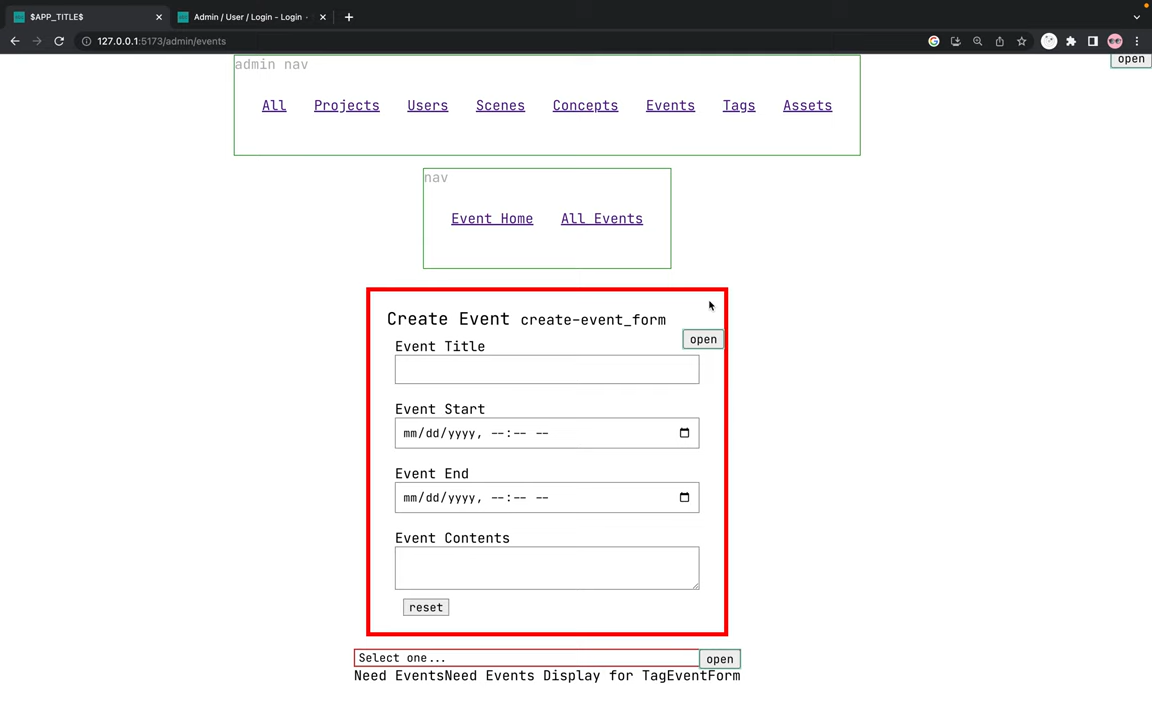 $APP_TITLE$
Admin / User / Login - Login
127.0.0.1:5173/admin/events
open
admin nav
All Projects Users Scenes Concepts Events Tags Assets
nav
Event Home All Events
Create Event create-event_form
open
Event Title
Event Start
mm/dd/yyyy, --:-- --
Event End
mm/dd/yyyy, --:-- --
Event Contents
reset
Select one...
open
Need EventsNeed Events Display for TagEventForm